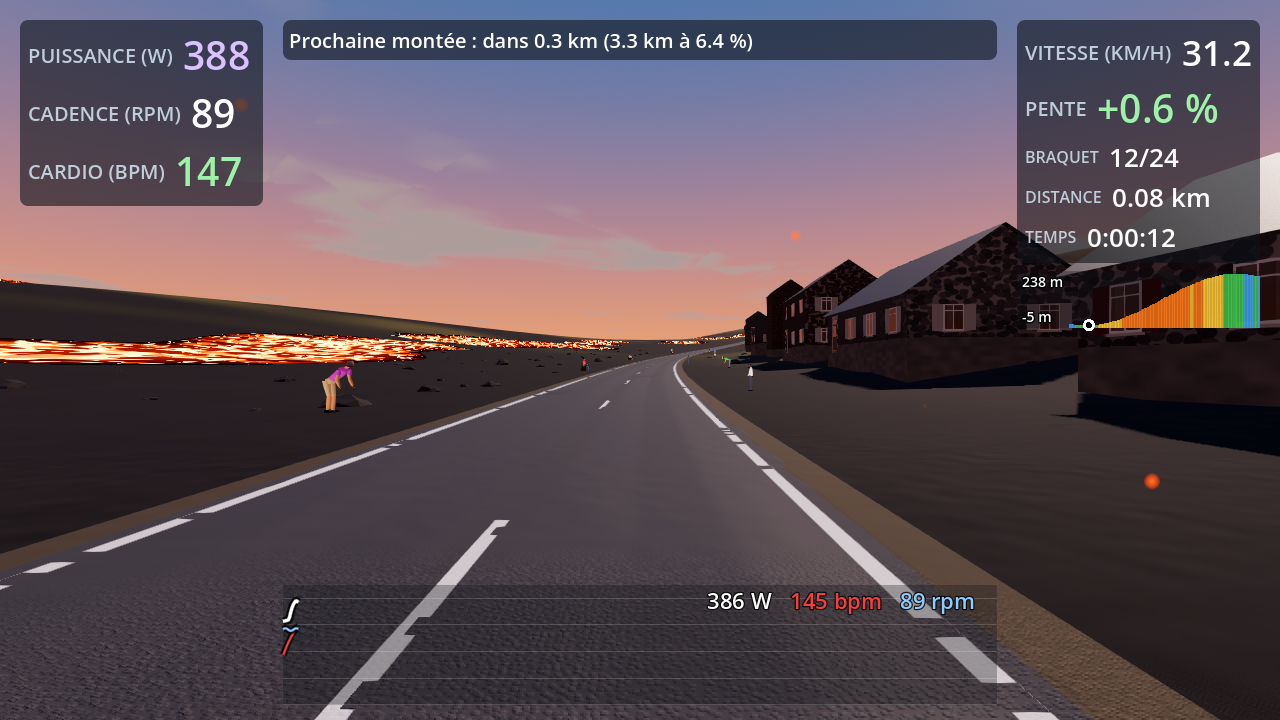 PUISSANCE (W) 388
CADENCE (RPM) 89
CARDIO (BPM) 147
Prochaine montée : dans 0.3 km (3.3 km à 6.4 %)
VITESSE (KM/H) 31.2
PENTE +0.6 %
BRAQUET 12/24
DISTANCE 0.08 km
TEMPS 0:00:12
238 m
-5 m
386 W 145 bpm 89 rpm